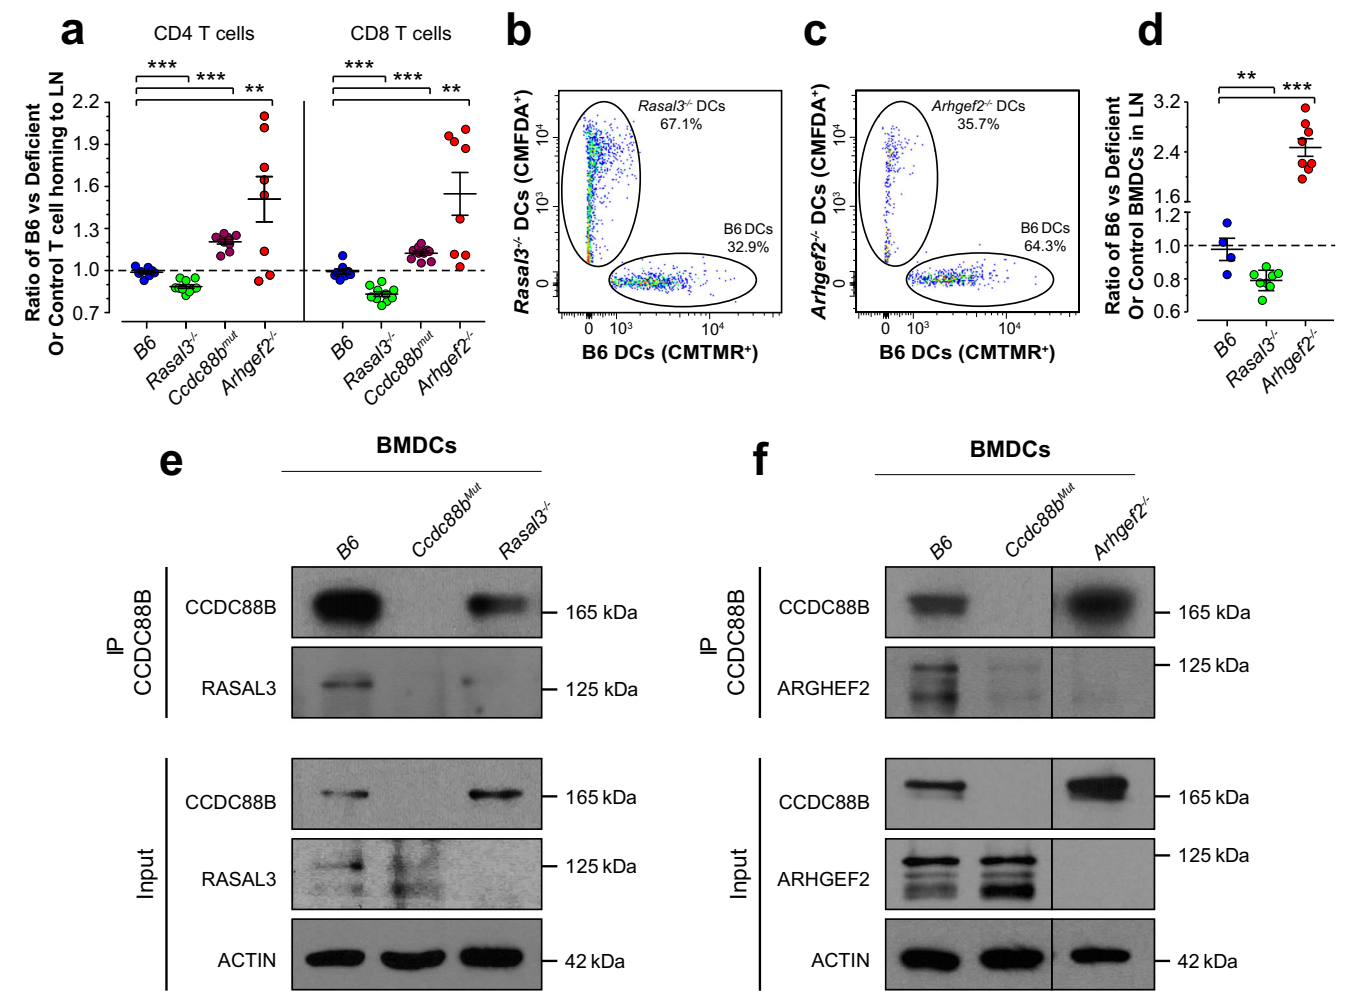 a
CD4 T cells
CD8 T cells
Ratio of B6 vs Deficient
Or Control T cell homing to LN
***
***
**
***
***
**
2.2
1.9
1.6
1.3
1.0
0.7
B6
Rasal3-/-
Ccdc88bmut
Arhgef2-/-
B6
Rasal3-/-
Ccdc88bmut
Arhgef2-/-
b
Rasal3-/- DCs (CMFDA+)
10⁴
10³
0
Rasal3-/- DCs
67.1%
B6 DCs
32.9%
0
10³
10⁴
B6 DCs (CMTMR+)
c
Arhgef2-/- DCs (CMFDA+)
10⁴
10³
0
Arhgef2-/- DCs
35.7%
B6 DCs
64.3%
0
10³
10⁴
B6 DCs (CMTMR+)
d
Ratio of B6 vs Deficient
Or Control BMDCs in LN
**
***
3.2
2.4
1.6
1.2
1.0
0.8
0.6
B6
Rasal3-/-
Arhgef2-/-
e
BMDCs
B6
Ccdc88bMut
Rasal3-/-
IP
CCDC88B
CCDC88B
165 kDa
RASAL3
125 kDa
Input
CCDC88B
165 kDa
RASAL3
125 kDa
ACTIN
42 kDa
f
BMDCs
B6
Ccdc88bMut
Arhgef2-/-
IP
CCDC88B
CCDC88B
165 kDa
ARGHEF2
125 kDa
Input
CCDC88B
165 kDa
ARHGEF2
125 kDa
ACTIN
42 kDa